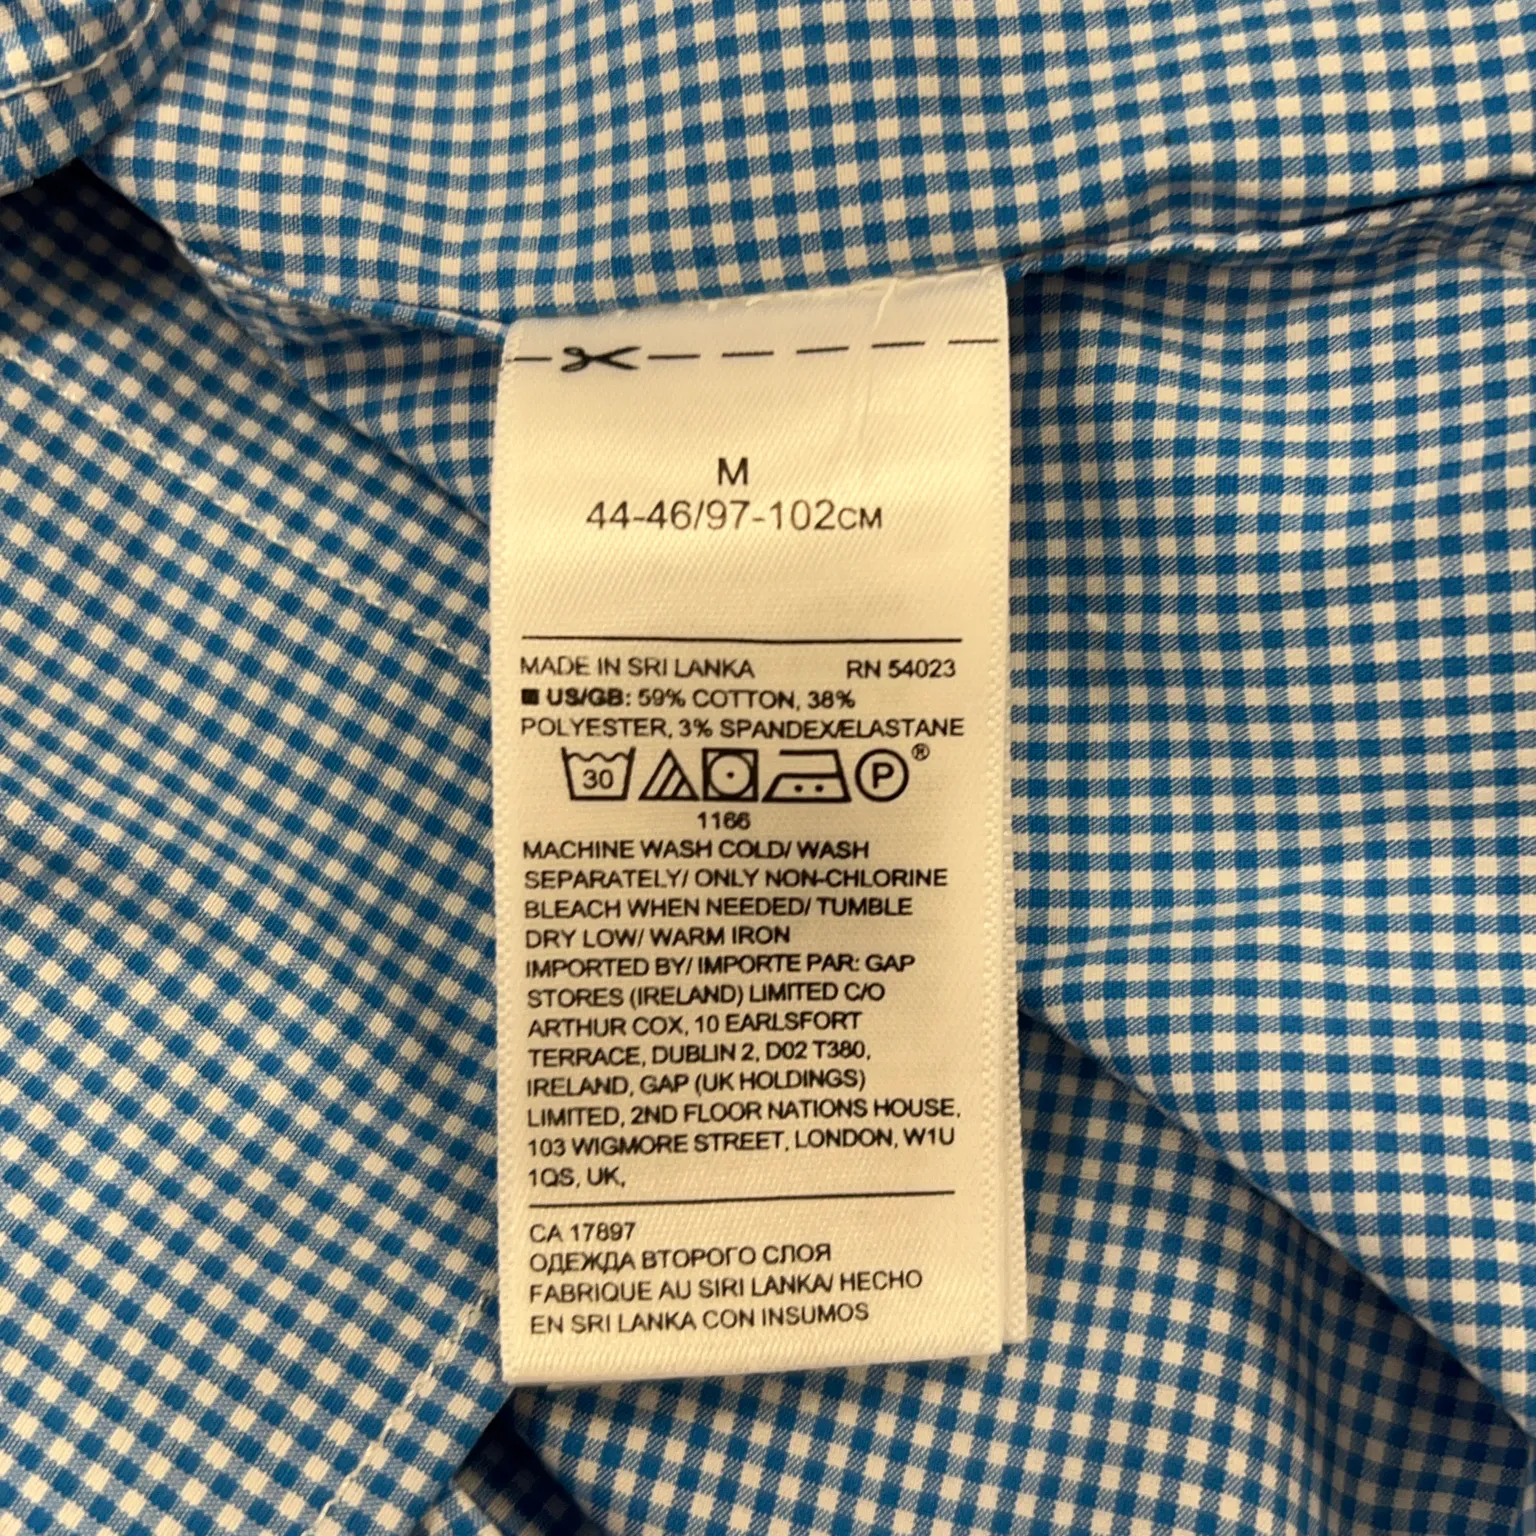 M
44-46/97-102CM
MADE IN SRI LANKA RN 54023
US/GB: 59% COTTON, 38%
POLYESTER, 3% SPANDEX/ELASTANE
30 P ®
1166
MACHINE WASH COLD/ WASH
SEPARATELY/ ONLY NON-CHLORINE
BLEACH WHEN NEEDED/ TUMBLE
DRY LOW/ WARM IRON
IMPORTED BY/ IMPORTE PAR: GAP
STORES (IRELAND) LIMITED C/O
ARTHUR COX, 10 EARLSFORT
TERRACE, DUBLIN 2, D02 T380,
IRELAND, GAP (UK HOLDINGS)
LIMITED, 2ND FLOOR NATIONS HOUSE,
103 WIGMORE STREET, LONDON, W1U
1QS, UK,
CA 17897
ОДЕЖДА ВТОРОГО СЛОЯ
FABRIQUE AU SIRI LANKA/ HECHO
EN SRI LANKA CON INSUMOS